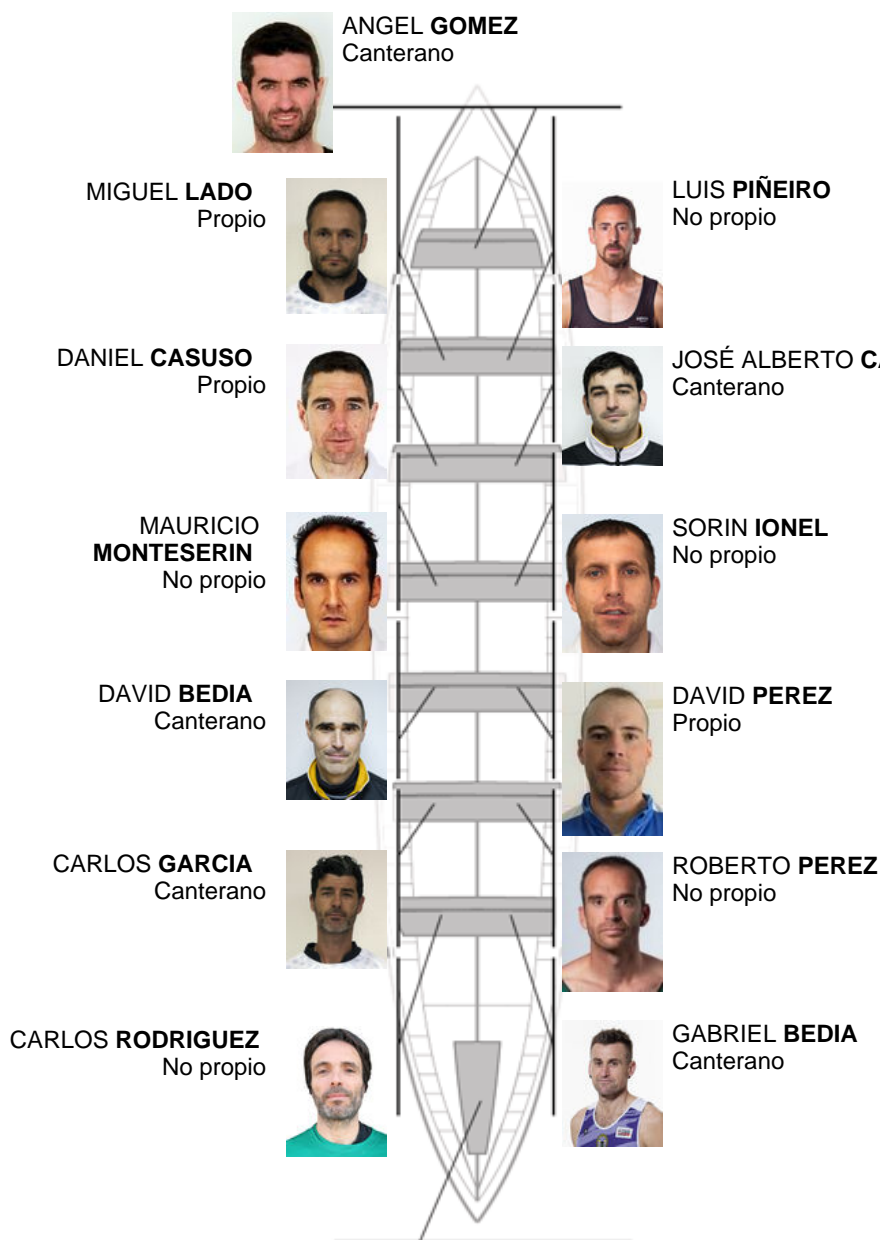 ANGEL GOMEZ
Canterano
MIGUEL LADO
Propio
LUIS PIÑEIRO
No propio
DANIEL CASUSO
Propio
JOSÉ ALBERTO
Canterano
MAURICIO
MONTESERIN
No propio
SORIN IONEL
No propio
DAVID BEDIA
Canterano
DAVID PEREZ
Propio
CARLOS GARCIA
Canterano
ROBERTO PEREZ
No propio
CARLOS RODRIGUEZ
No propio
GABRIEL BEDIA
Canterano